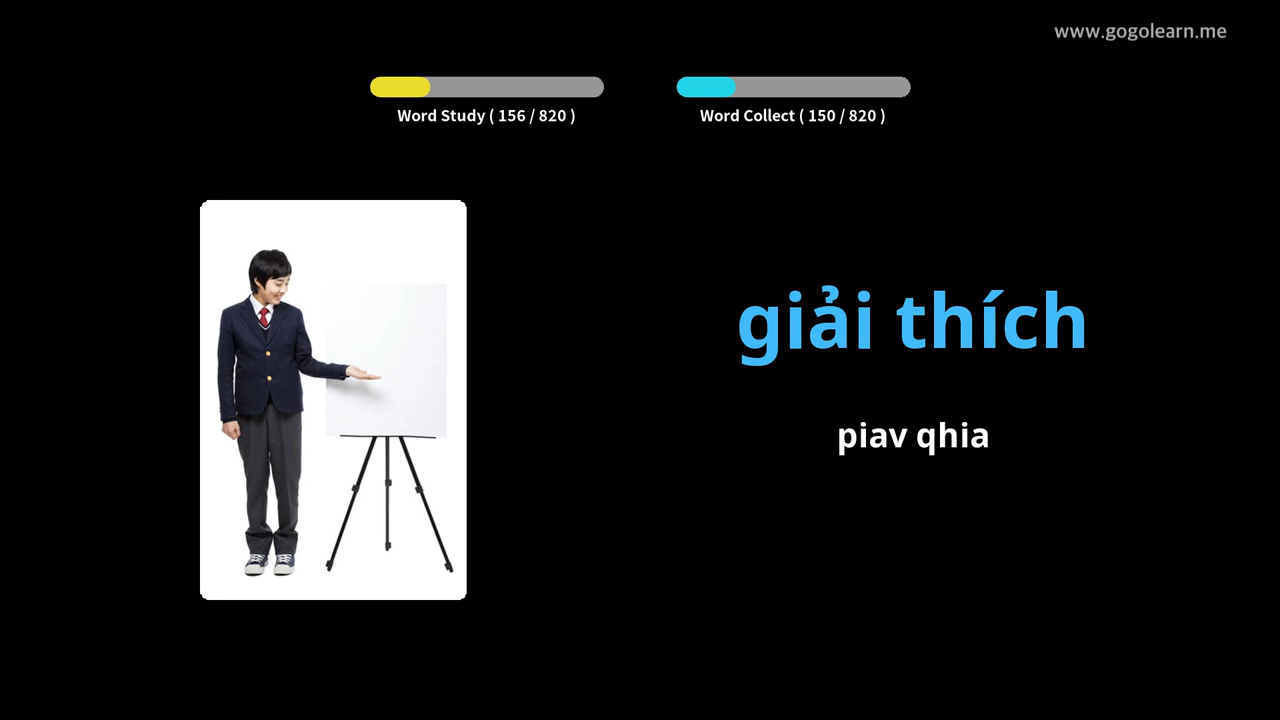 www.gogolearn.me
Word Study ( 156 / 820 )
Word Collect ( 150 / 820 )
giải thích
piav qhia